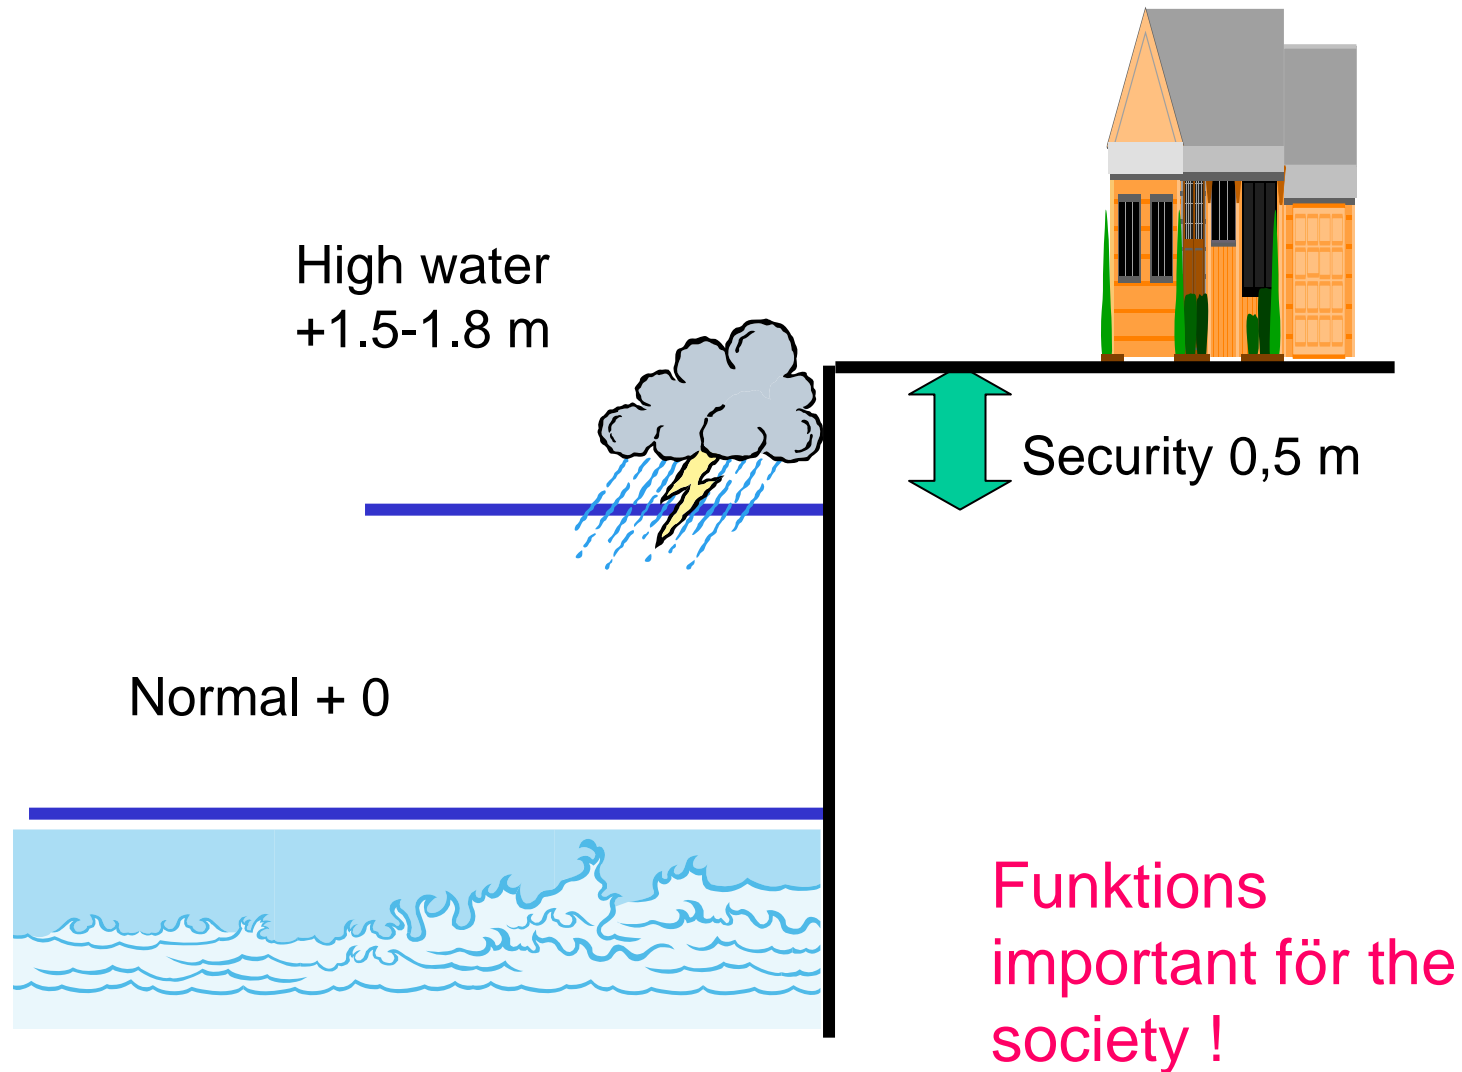 High water
+1.5-1.8 m
Security 0,5 m
Normal + 0
Funktions
important för the
society !